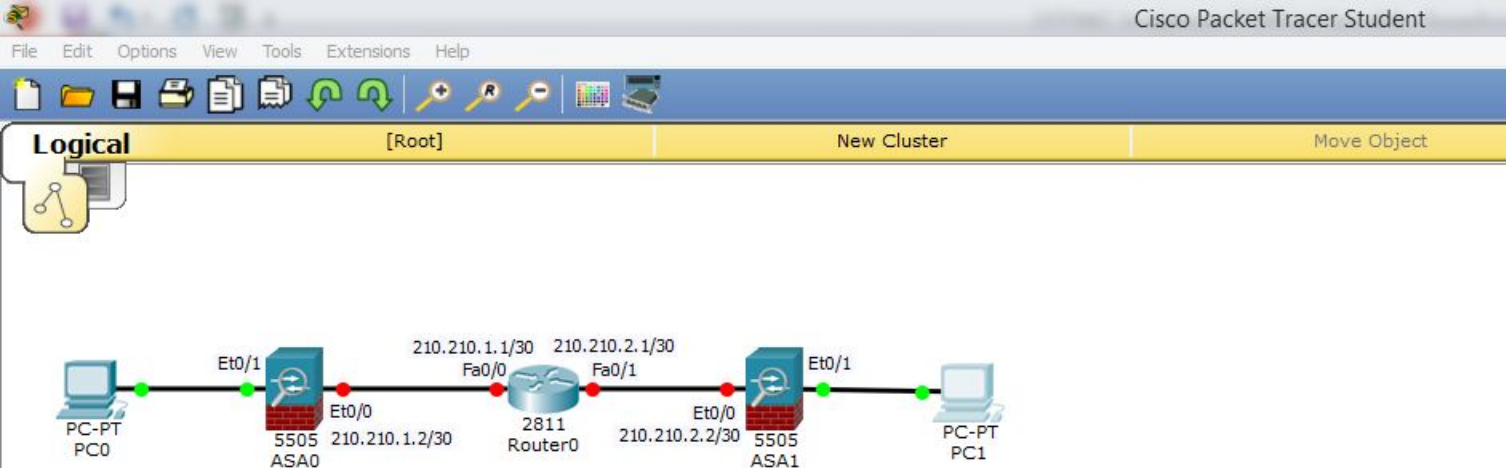 Cisco Packet Tracer Student
File Edit Options View Tools Extensions Help
R
Logical [Root] New Cluster Move Object
210.210.1.1/30 210.210.2.1/30
Et0/1 Fa0/0 Fa0/1 Et0/1
Et0/0 Et0/0
210.210.1.2/30 210.210.2.2/30
PC-PT
PC0
5505
ASA0
2811
Router0
5505
ASA1
PC-PT
PC1